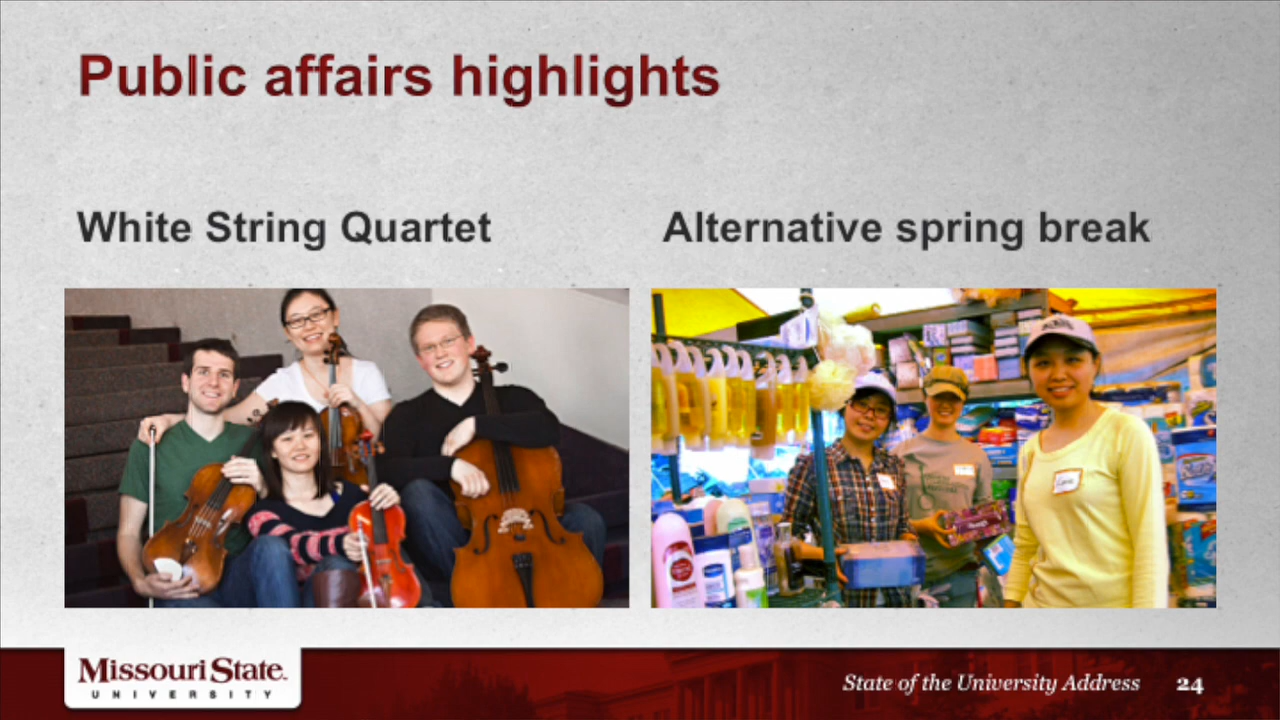 Public affairs highlights
White String Quartet
Alternative spring break
Missouri State.
UNIVERSITY
State of the University Address 24